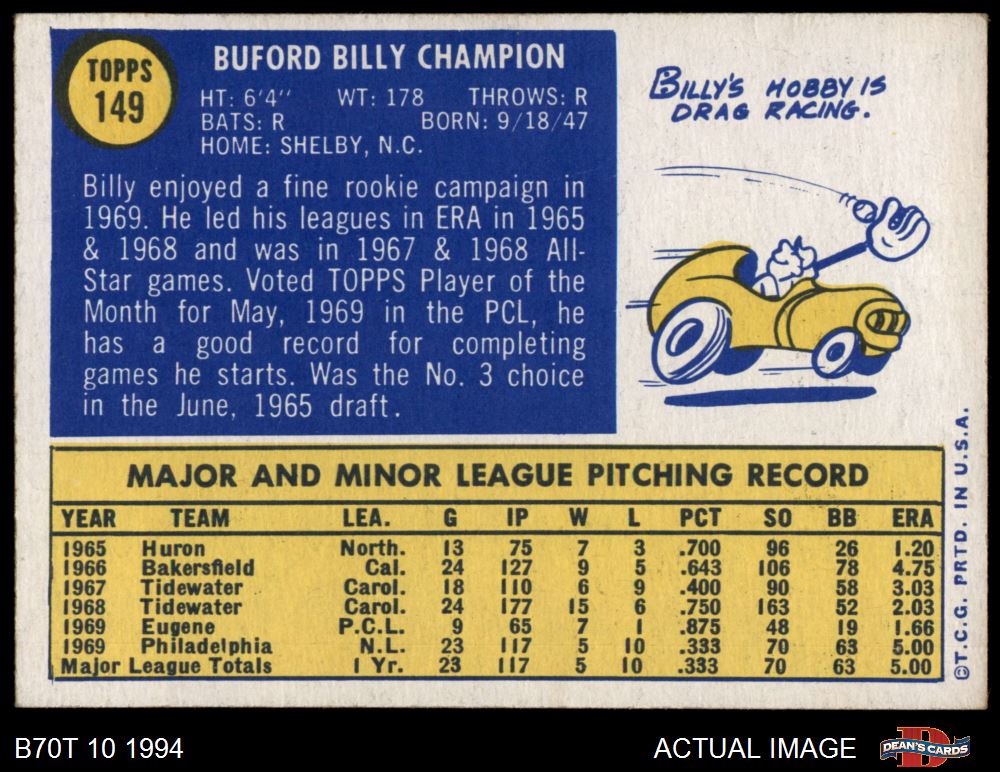 TOPPS
149
BUFORD BILLY CHAMPION
HT: 6'4" WT: 178 THROWS: R
BATS: R BORN: 9/18/47
HOME: SHELBY, N.C.
Billy enjoyed a fine rookie campaign in
1969. He led his leagues in ERA in 1965
& 1968 and was in 1967 & 1968 All-
Star games. Voted TOPPS Player of the
Month for May, 1969 in the PCL, he
has a good record for completing
games he starts. Was the No. 3 choice
in the June, 1965 draft.
BILLY'S HOBBY IS
DRAG RACING.
MAJOR AND MINOR LEAGUE PITCHING RECORD
YEAR TEAM LEA. G IP W L PCT SO BB ERA
1965 Huron North. 13 75 7 3 .700 96 26 1.20
1966 Bakersfield Cal. 24 127 9 5 .643 106 78 4.75
1967 Tidewater Carol. 18 110 6 9 .400 90 58 3.03
1968 Tidewater Carol. 24 177 15 6 .750 163 52 2.03
1969 Eugene P.C.L. 9 65 7 1 .875 48 19 1.66
1969 Philadelphia N.L. 23 117 5 10 .333 70 63 5.00
Major League Totals 1 Yr. 23 117 5 10 .333 70 63 5.00
©T.C.G. PRTD. IN U.S.A.
B70T 10 1994
ACTUAL IMAGE
D
DEAN'S CARDS